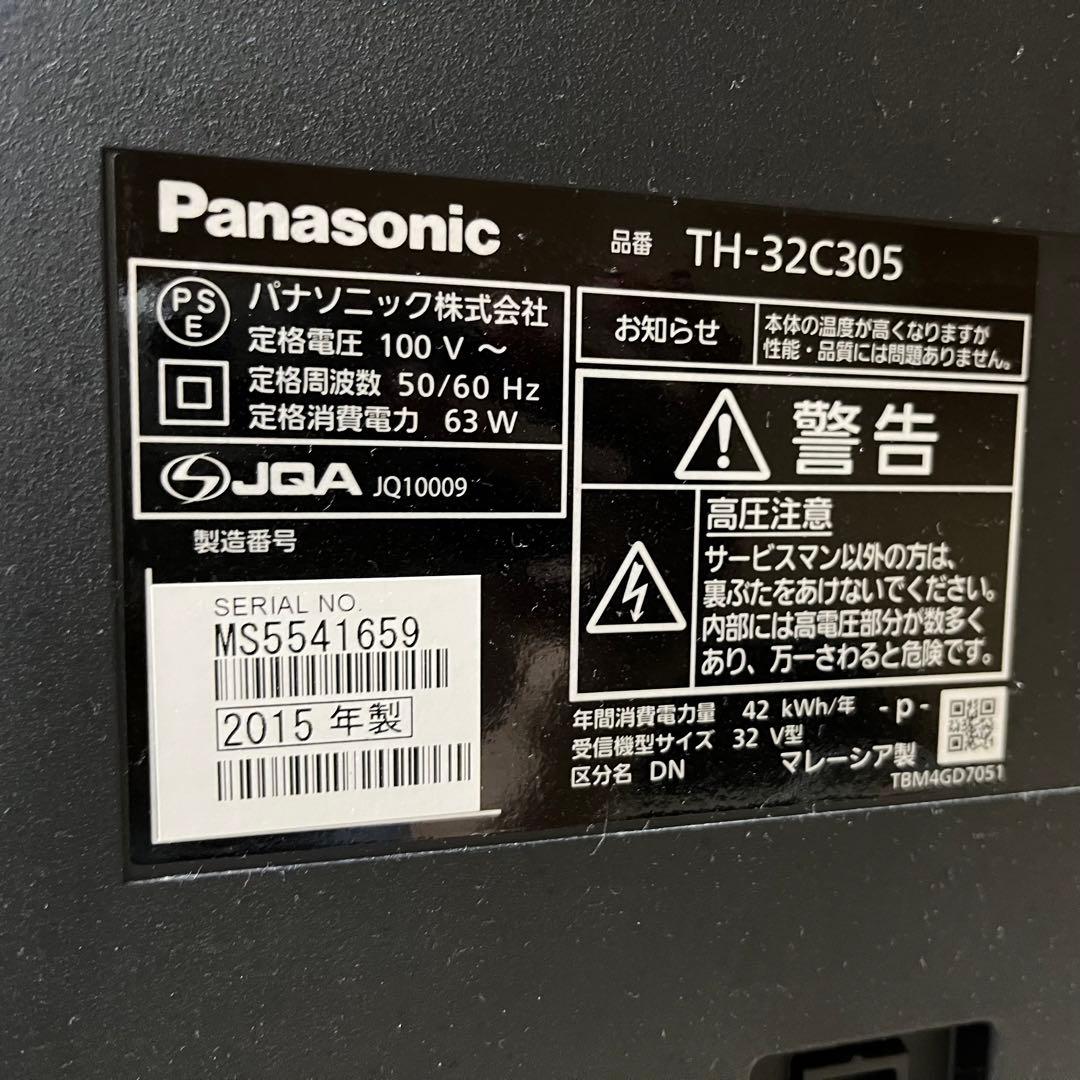 Panasonic
品番 TH-32C305
PS
E
パナソニック株式会社
定格電圧 100 V ～
定格周波数 50/60 Hz
定格消費電力 63 W
JQA JQ10009
製造番号
SERIAL NO.
MS5541659
2015 年製
お知らせ
本体の温度が高くなりますが
性能・品質には問題ありません。
警告
高圧注意
サービスマン以外の方は、
裏ぶたをあけないでください。
内部には高電圧部分が数多く
あり、万一さわると危険です。
年間消費電力量 42 kWh/年 -p-
受信機型サイズ 32 V型
区分名 DN マレーシア製
TBM4GD7051